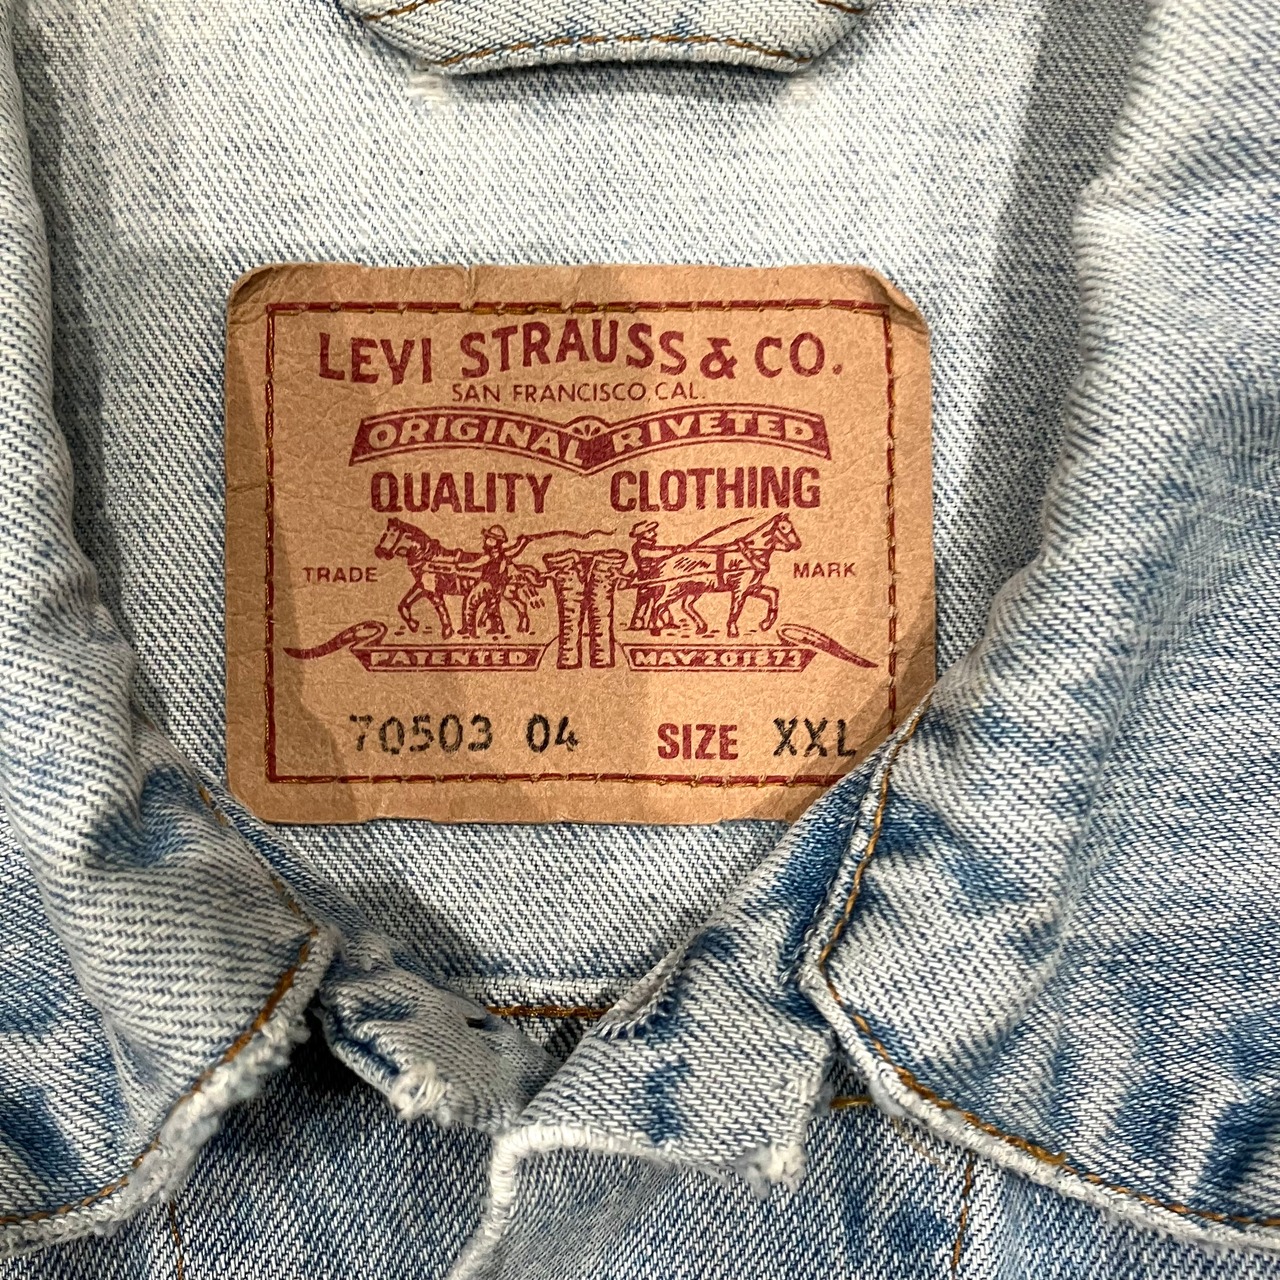 LEVI STRAUSS & CO.
SAN FRANCISCO, CAL.
ORIGINAL RIVETED
QUALITY CLOTHING
TRADE MARK
PATENTED MAY 20 1873
70503 04 SIZE XXL